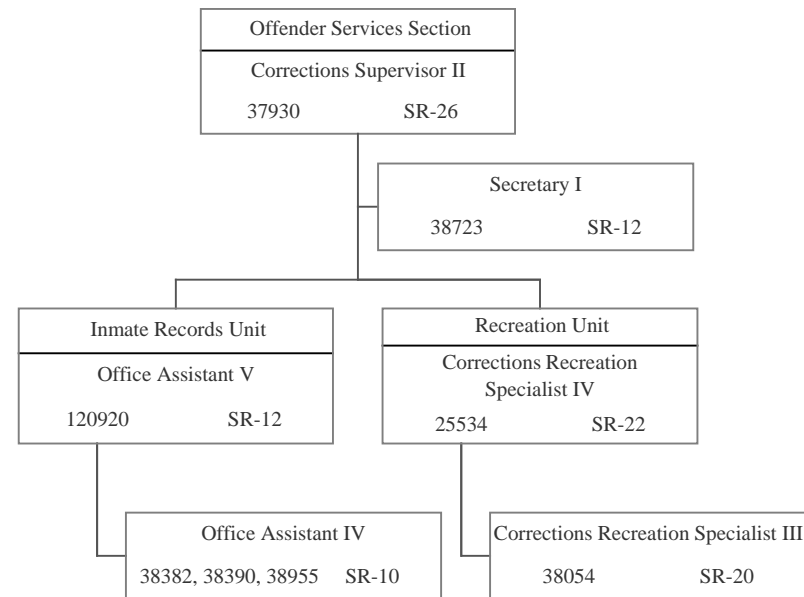 Offender Services Section
Corrections Supervisor II
37930 SR-26
Secretary I
38723 SR-12
Inmate Records Unit
Office Assistant V
120920 SR-12
Recreation Unit
Corrections Recreation
Specialist IV
25534 SR-22
Office Assistant IV
38382, 38390, 38955 SR-10
Corrections Recreation Specialist III
38054 SR-20